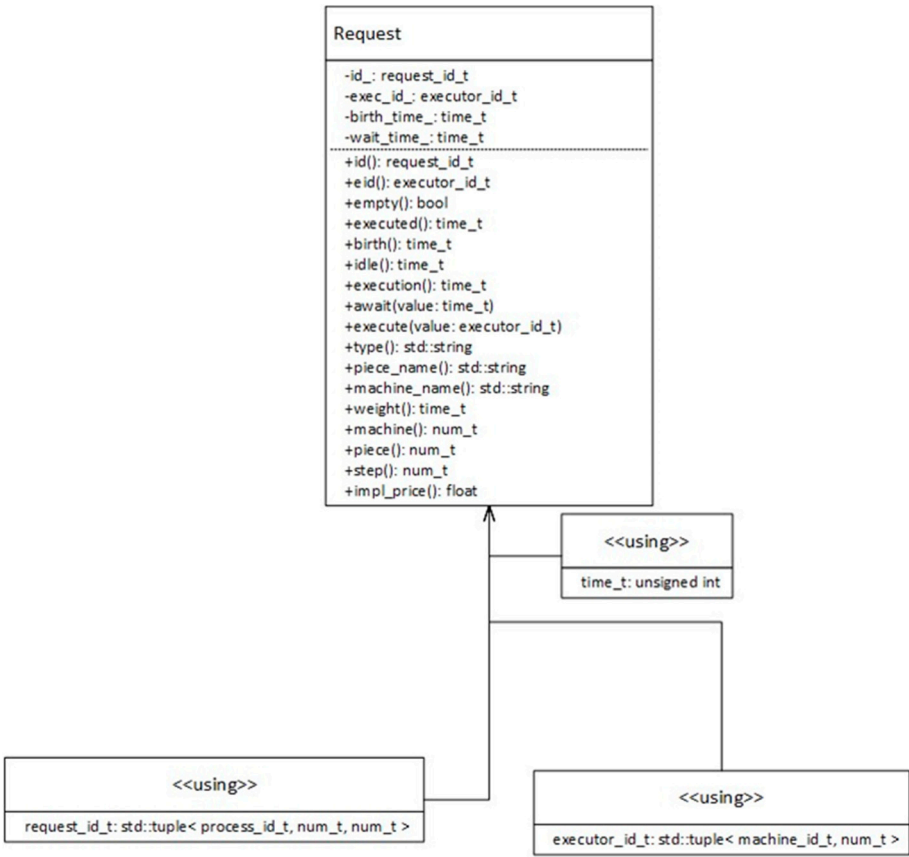 Request
-id_: request_id_t
-exec_id_: executor_id_t
-birth_time_: time_t
-wait_time_: time_t
+id(): request_id_t
+eid(): executor_id_t
+empty(): bool
+executed(): time_t
+birth(): time_t
+idle(): time_t
+execution(): time_t
+await(value: time_t)
+execute(value: executor_id_t)
+type(): std::string
+piece_name(): std::string
+machine_name(): std::string
+weight(): time_t
+machine(): num_t
+piece(): num_t
+step(): num_t
+impl_price(): float
<<using>>
time_t: unsigned int
<<using>>
request_id_t: std::tuple< process_id_t, num_t, num_t >
<<using>>
executor_id_t: std::tuple< machine_id_t, num_t >